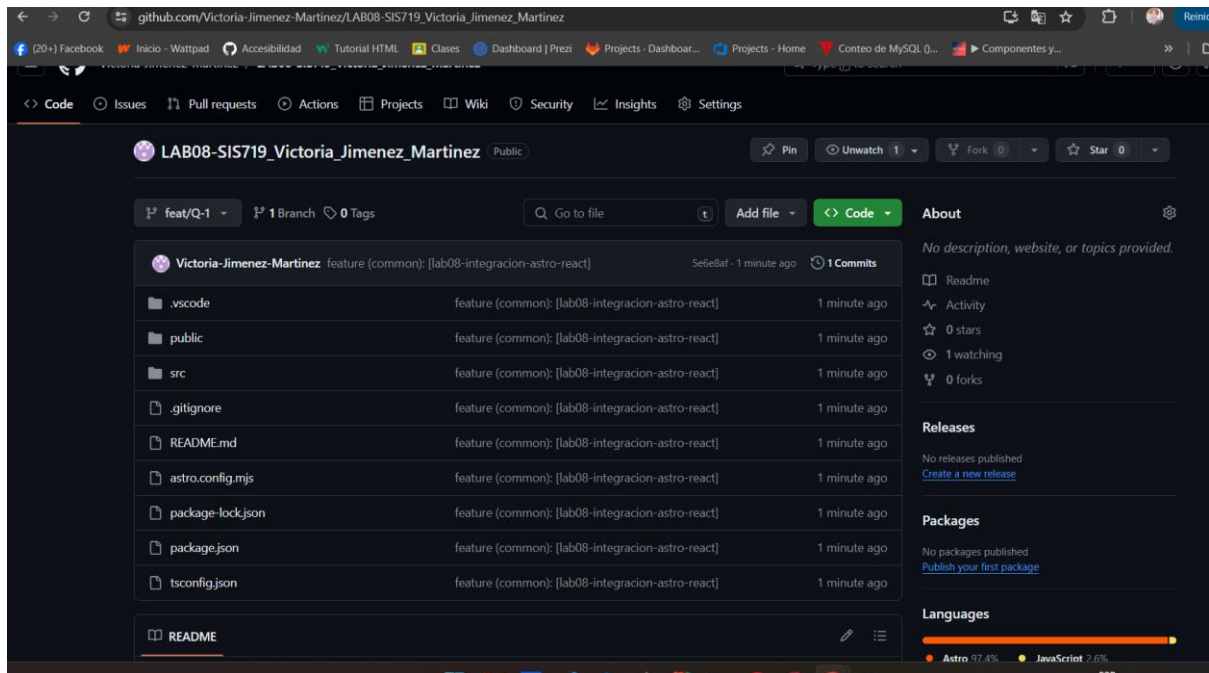 github.com/Victoria-Jimenez-Martinez/LAB08-SIS719_Victoria_Jimenez_Martinez Reinic
(20+) Facebook Inicio - Wattpad Accesibilidad Tutorial HTML Clases Dashboard | Prezi Projects - Dashboar... Projects - Home Conteo de MySQL ()... Componentes y... »
Code Issues Pull requests Actions Projects Wiki Security Insights Settings
LAB08-SIS719_Victoria_Jimenez_Martinez Public Pin Unwatch 1 Fork 0 Star 0
feat/Q-1 1 Branch 0 Tags Go to file t Add file Code About
No description, website, or topics provided.
Victoria-Jimenez-Martinez feature (common): [lab08-integracion-astro-react] 5e6e8af · 1 minute ago 1 Commits
Readme
.vscode feature (common): [lab08-integracion-astro-react] 1 minute ago
Activity
public feature (common): [lab08-integracion-astro-react] 1 minute ago
0 stars
1 watching
src feature (common): [lab08-integracion-astro-react] 1 minute ago
0 forks
.gitignore feature (common): [lab08-integracion-astro-react] 1 minute ago
Releases
README.md feature (common): [lab08-integracion-astro-react] 1 minute ago
No releases published
Create a new release
astro.config.mjs feature (common): [lab08-integracion-astro-react] 1 minute ago
package-lock.json feature (common): [lab08-integracion-astro-react] 1 minute ago
Packages
package.json feature (common): [lab08-integracion-astro-react] 1 minute ago
No packages published
Publish your first package
tsconfig.json feature (common): [lab08-integracion-astro-react] 1 minute ago
Languages
README
Astro 97.4% JavaScript 2.6%